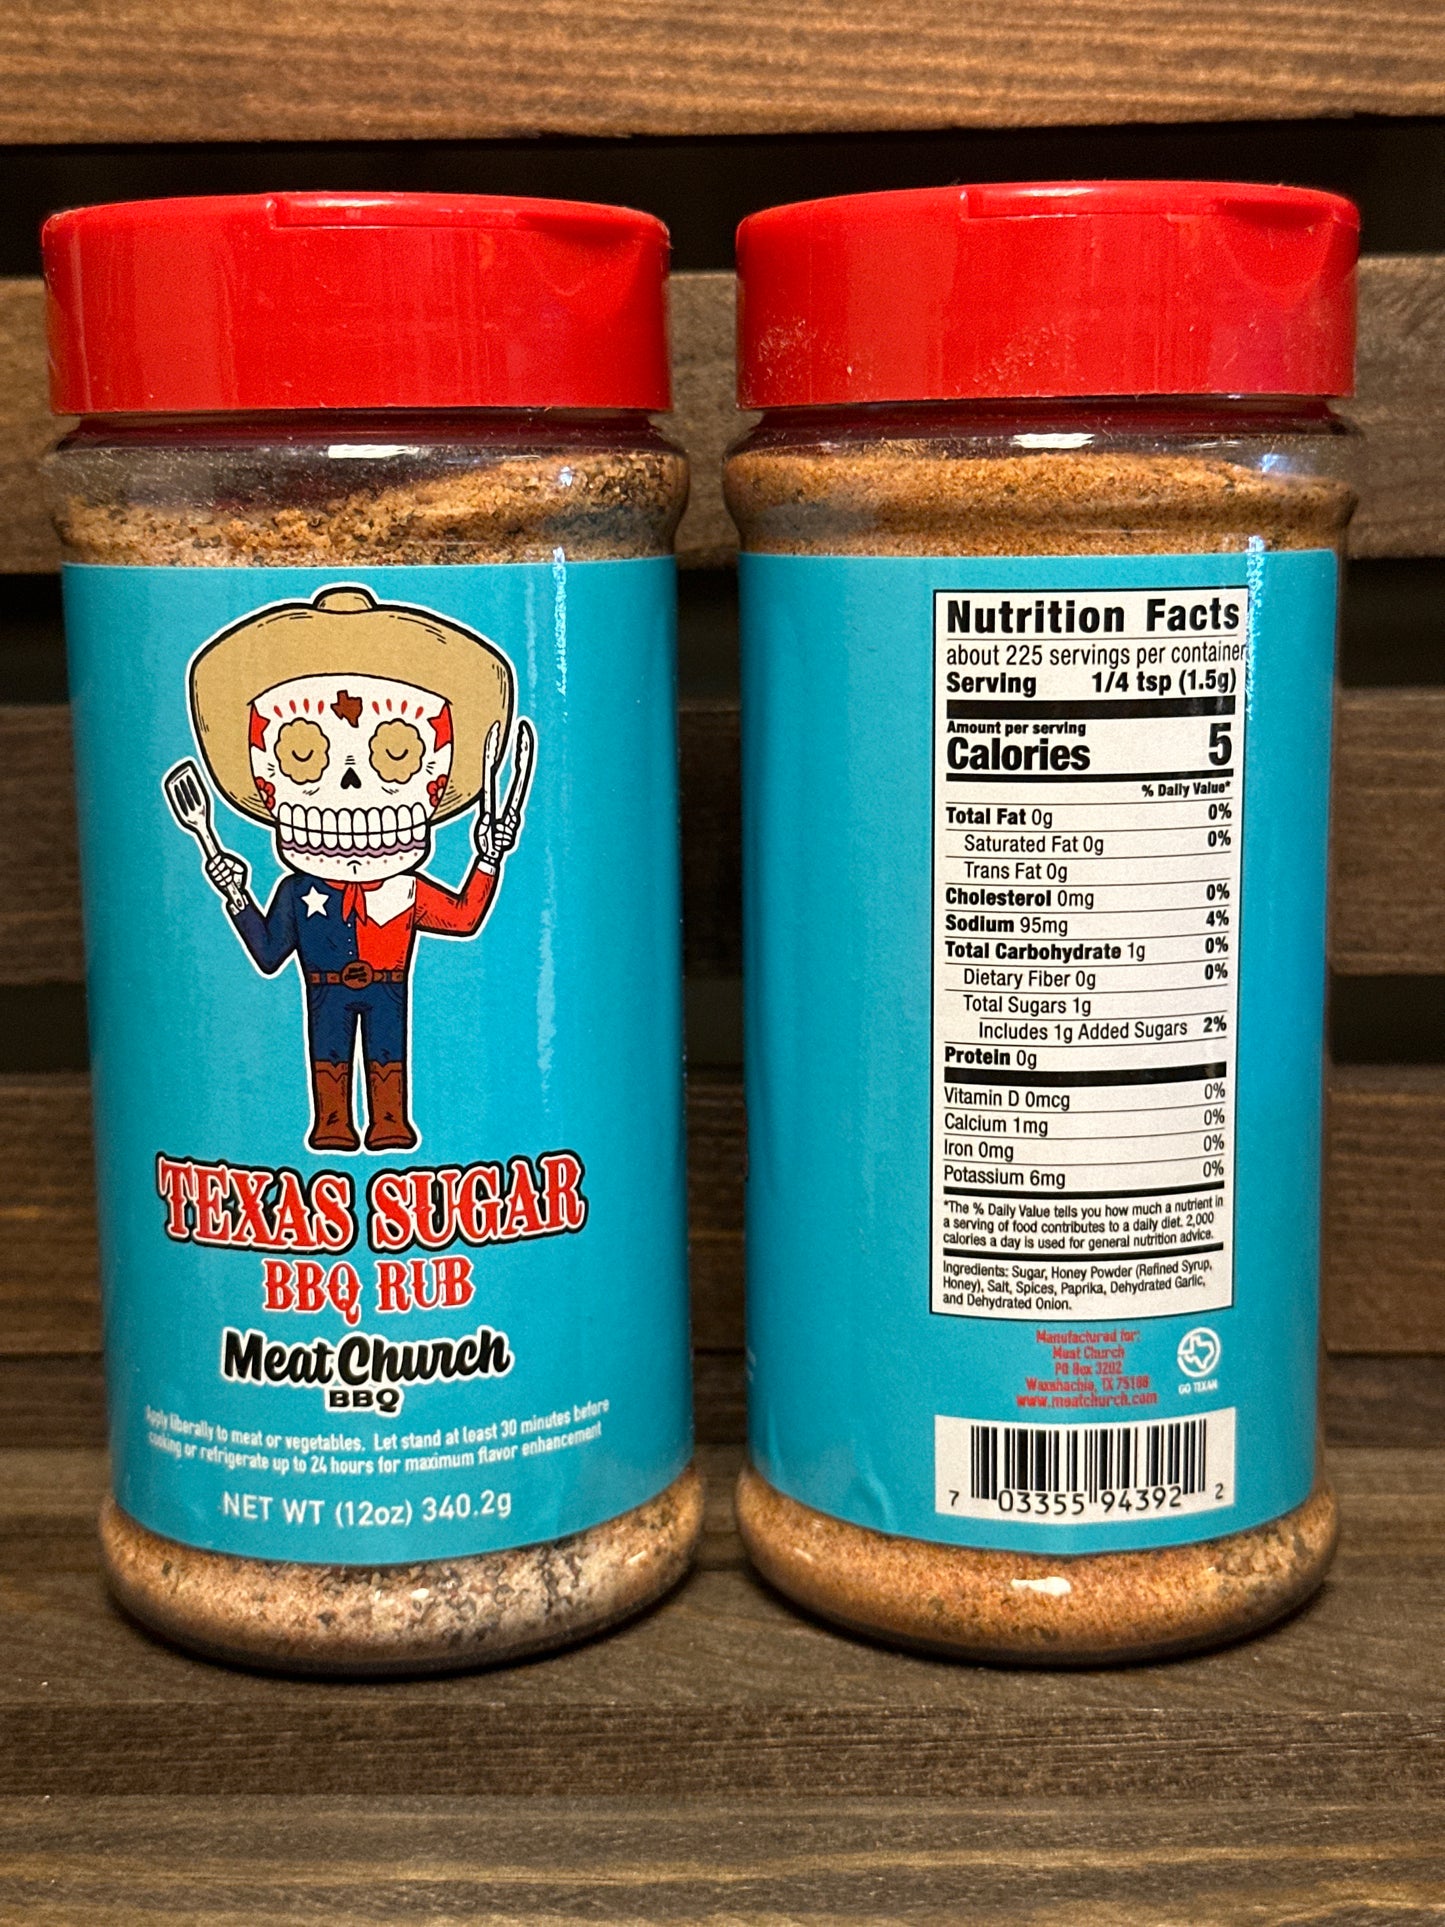 TEXAS SUGAR
BBQ RUB
Meat Church
BBQ
Apply liberally to meat or vegetables. Let stand at least 30 minutes before
cooking or refrigerate up to 24 hours for maximum flavor enhancement
NET WT (12oz) 340.2g
Nutrition Facts
about 225 servings per container
Serving 1/4 tsp (1.5g)
Amount per serving
Calories 5
% Daily Value*
Total Fat 0g 0%
Saturated Fat 0g 0%
Trans Fat 0g
Cholesterol 0mg 0%
Sodium 95mg 4%
Total Carbohydrate 1g 0%
Dietary Fiber 0g 0%
Total Sugars 1g
Includes 1g Added Sugars 2%
Protein 0g
Vitamin D 0mcg 0%
Calcium 1mg 0%
Iron 0mg 0%
Potassium 6mg 0%
*The % Daily Value tells you how much a nutrient in
a serving of food contributes to a daily diet. 2,000
calories a day is used for general nutrition advice.
Ingredients: Sugar, Honey Powder (Refined Syrup,
Honey), Salt, Spices, Paprika, Dehydrated Garlic,
and Dehydrated Onion.
Manufactured for:
Meat Church
PO Box 3202
Waxahachie, TX 75168
www.meatchurch.com
GO TEXAN
7 03355 94392 2